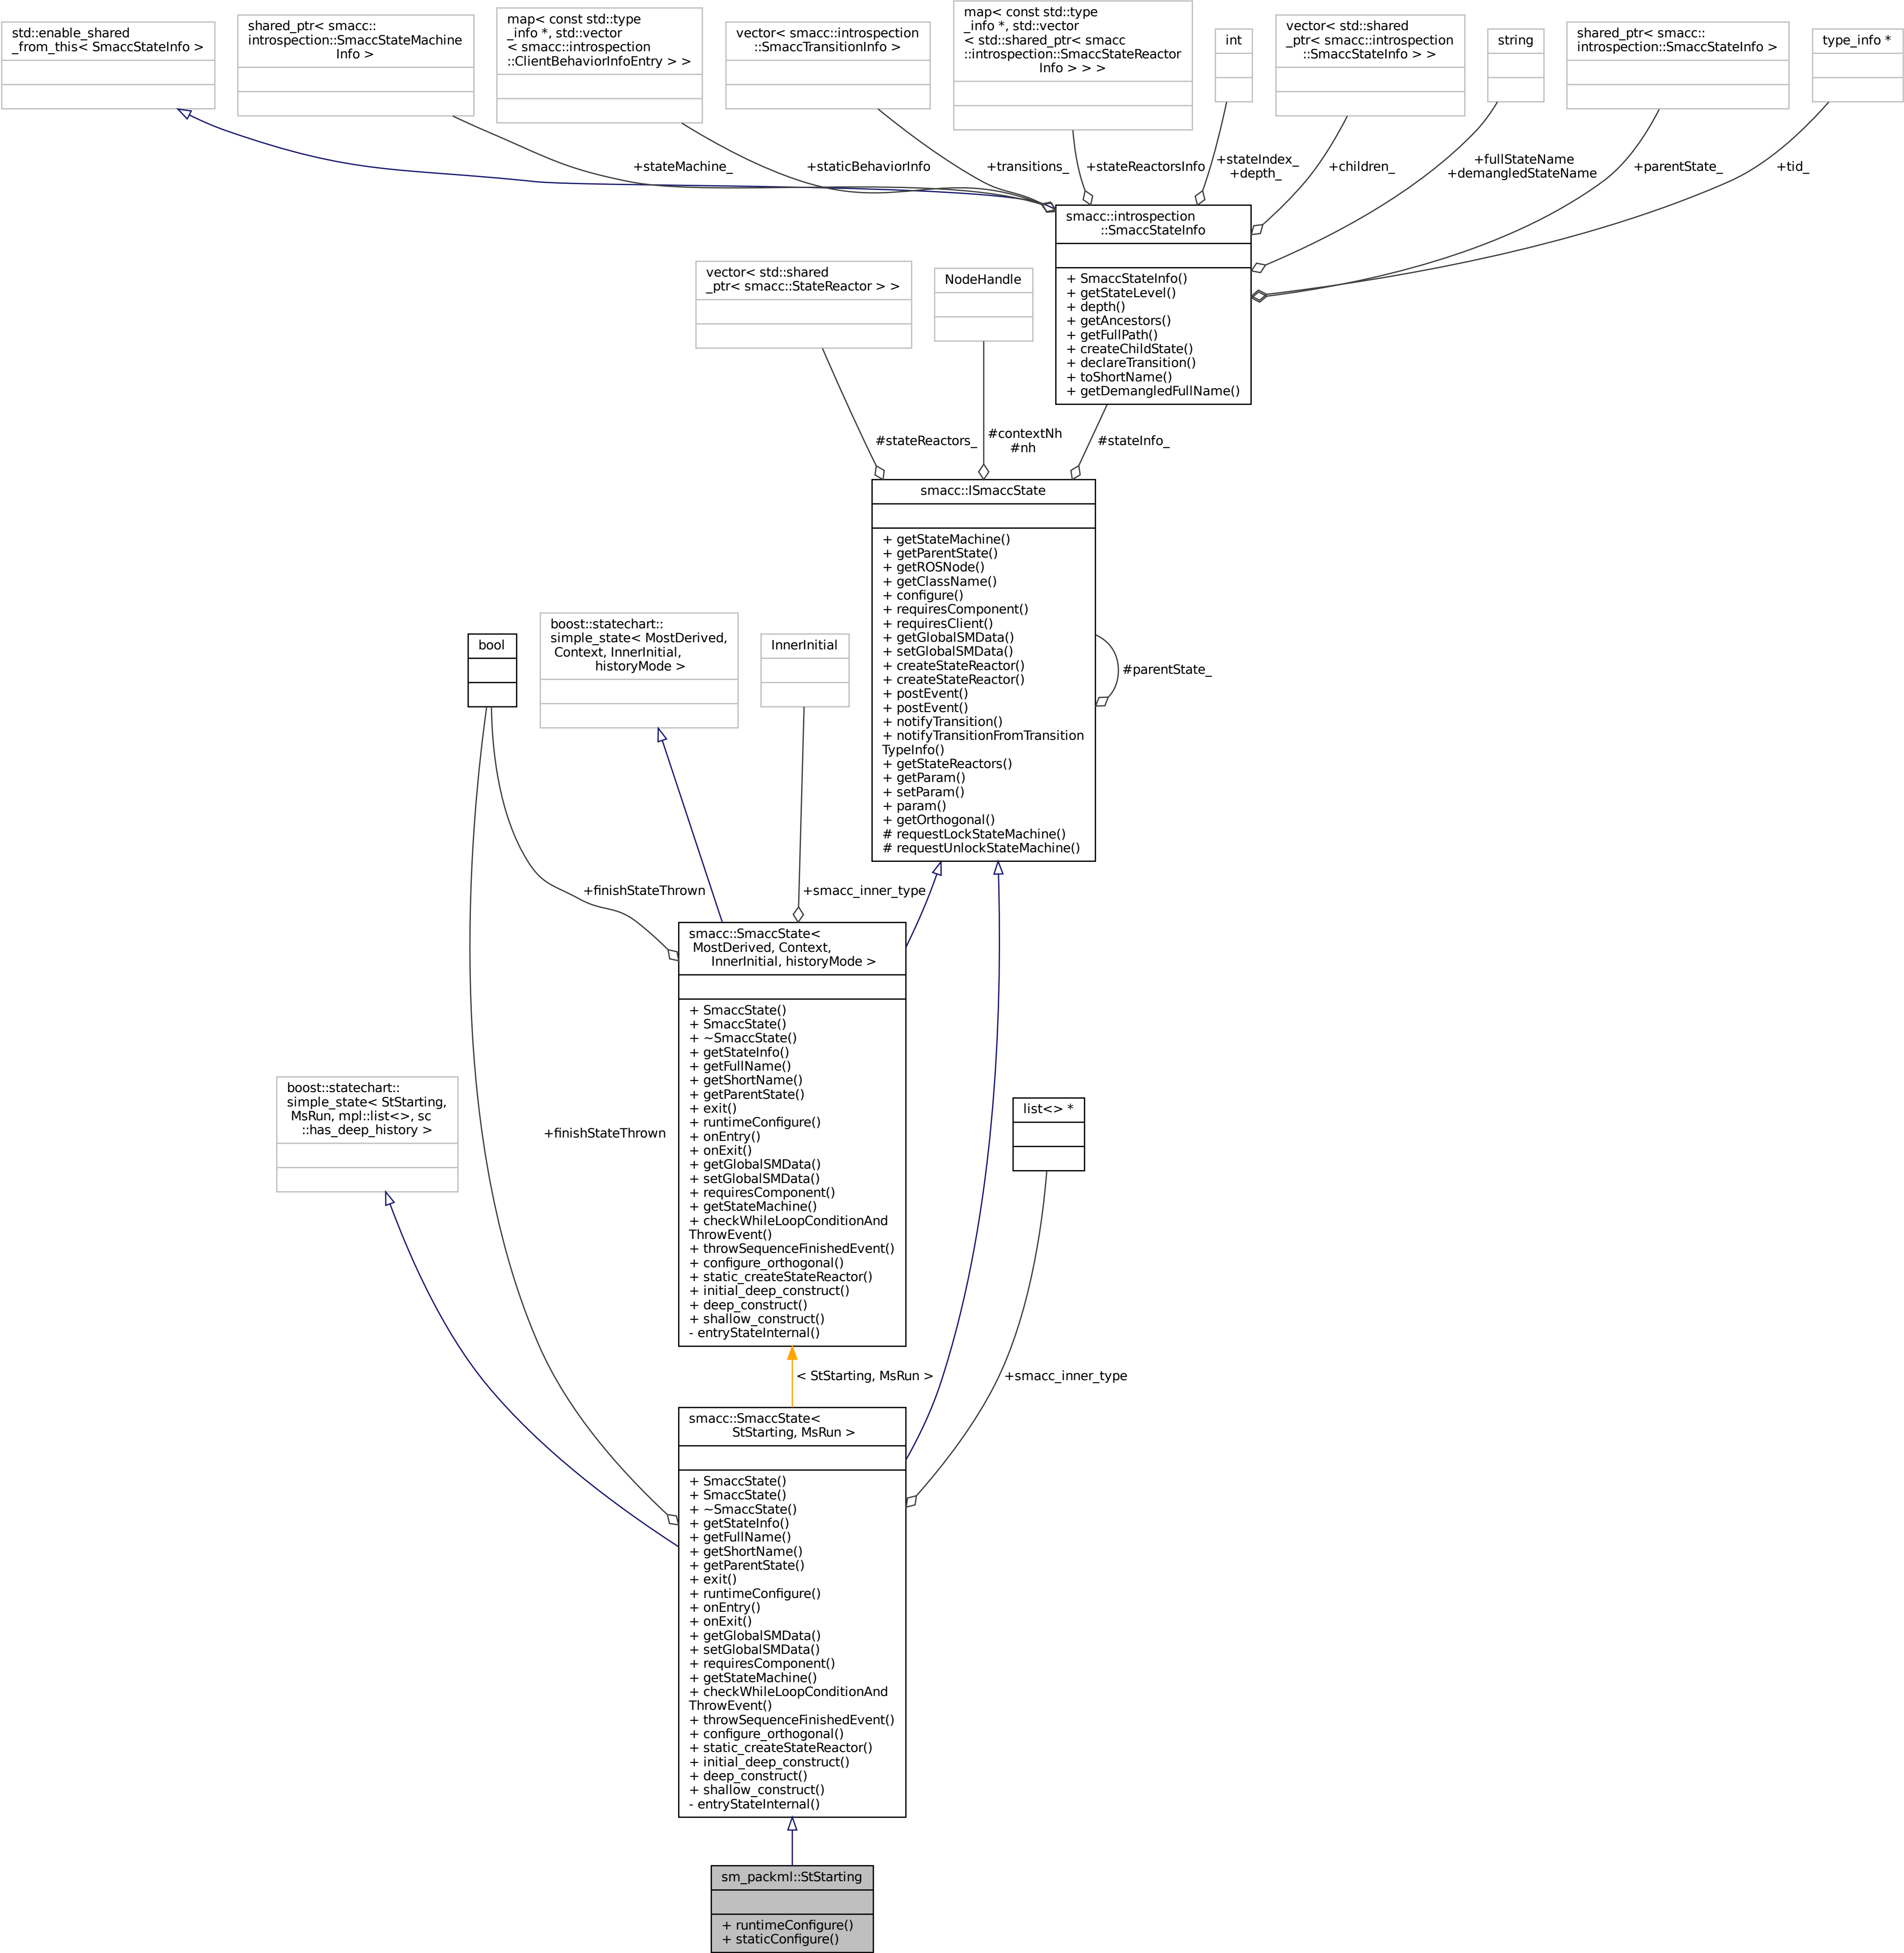 std::enable_shared
_from_this< SmaccStateInfo >
shared_ptr< smacc::
introspection::SmaccStateMachine
Info >
map< const std::type
_info *, std::vector
< smacc::introspection
::ClientBehaviorInfoEntry > >
vector< smacc::introspection
::SmaccTransitionInfo >
map< const std::type
_info *, std::vector
< std::shared_ptr< smacc
::introspection::SmaccStateReactor
Info > > >
int
vector< std::shared
_ptr< smacc::introspection
::SmaccStateInfo > >
string
shared_ptr< smacc::
introspection::SmaccStateInfo >
type_info *
+stateMachine_
+staticBehaviorInfo
+transitions_
+stateReactorsInfo
+stateIndex_
+depth_
+children_
+fullStateName
+demangledStateName
+parentState_
+tid_
smacc::introspection
::SmaccStateInfo
+ SmaccStateInfo()
+ getStateLevel()
+ depth()
+ getAncestors()
+ getFullPath()
+ createChildState()
+ declareTransition()
+ toShortName()
+ getDemangledFullName()
vector< std::shared
_ptr< smacc::StateReactor > >
NodeHandle
#stateReactors_
#contextNh
#nh
#stateInfo_
smacc::ISmaccState
+ getStateMachine()
+ getParentState()
+ getROSNode()
+ getClassName()
+ configure()
+ requiresComponent()
+ requiresClient()
+ getGlobalSMData()
+ setGlobalSMData()
+ createStateReactor()
+ createStateReactor()
+ postEvent()
+ postEvent()
+ notifyTransition()
+ notifyTransitionFromTransition
TypeInfo()
+ getStateReactors()
+ getParam()
+ setParam()
+ param()
+ getOrthogonal()
# requestLockStateMachine()
# requestUnlockStateMachine()
#parentState_
bool
boost::statechart::
simple_state< MostDerived,
Context, InnerInitial,
historyMode >
InnerInitial
+finishStateThrown
+smacc_inner_type
smacc::SmaccState<
MostDerived, Context,
InnerInitial, historyMode >
+ SmaccState()
+ SmaccState()
+ ~SmaccState()
+ getStateInfo()
+ getFullName()
+ getShortName()
+ getParentState()
+ exit()
+ runtimeConfigure()
+ onEntry()
+ onExit()
+ getGlobalSMData()
+ setGlobalSMData()
+ requiresComponent()
+ getStateMachine()
+ checkWhileLoopConditionAnd
ThrowEvent()
+ throwSequenceFinishedEvent()
+ configure_orthogonal()
+ static_createStateReactor()
+ initial_deep_construct()
+ deep_construct()
+ shallow_construct()
- entryStateInternal()
boost::statechart::
simple_state< StStarting,
MsRun, mpl::list<>, sc
::has_deep_history >
+finishStateThrown
list<> *
< StStarting, MsRun >
+smacc_inner_type
smacc::SmaccState<
StStarting, MsRun >
+ SmaccState()
+ SmaccState()
+ ~SmaccState()
+ getStateInfo()
+ getFullName()
+ getShortName()
+ getParentState()
+ exit()
+ runtimeConfigure()
+ onEntry()
+ onExit()
+ getGlobalSMData()
+ setGlobalSMData()
+ requiresComponent()
+ getStateMachine()
+ checkWhileLoopConditionAnd
ThrowEvent()
+ throwSequenceFinishedEvent()
+ configure_orthogonal()
+ static_createStateReactor()
+ initial_deep_construct()
+ deep_construct()
+ shallow_construct()
- entryStateInternal()
sm_packml::StStarting
+ runtimeConfigure()
+ staticConfigure()